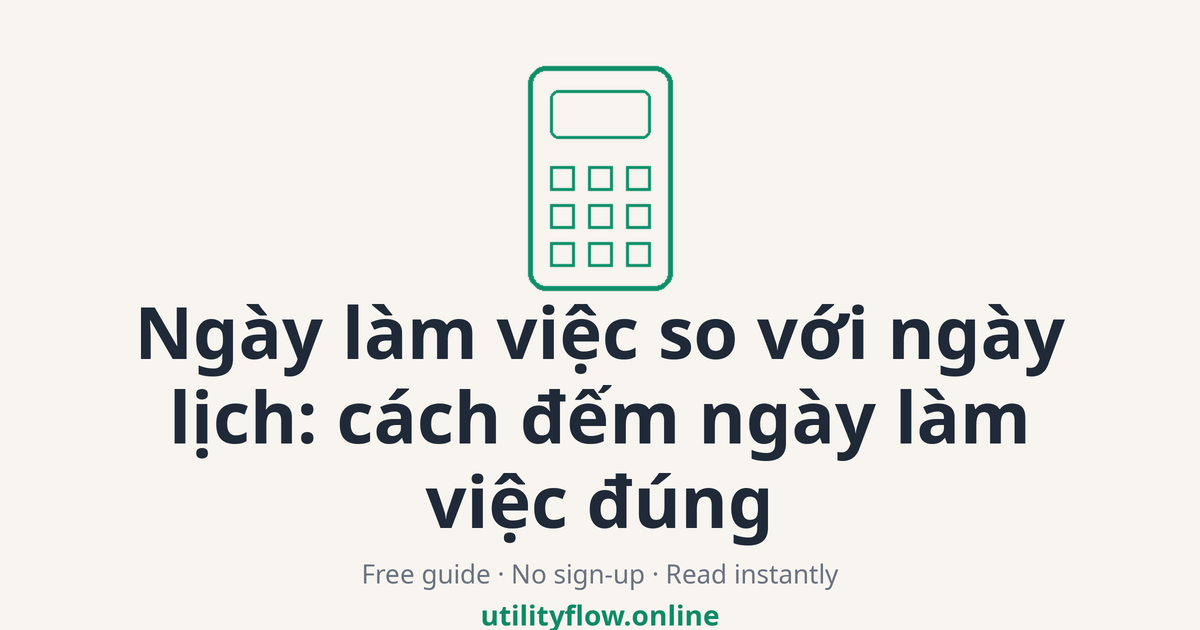 Ngày làm việc so với ngày
lịch: cách đếm ngày làm
việc đúng
Free guide · No sign-up · Read instantly
utilityflow.online